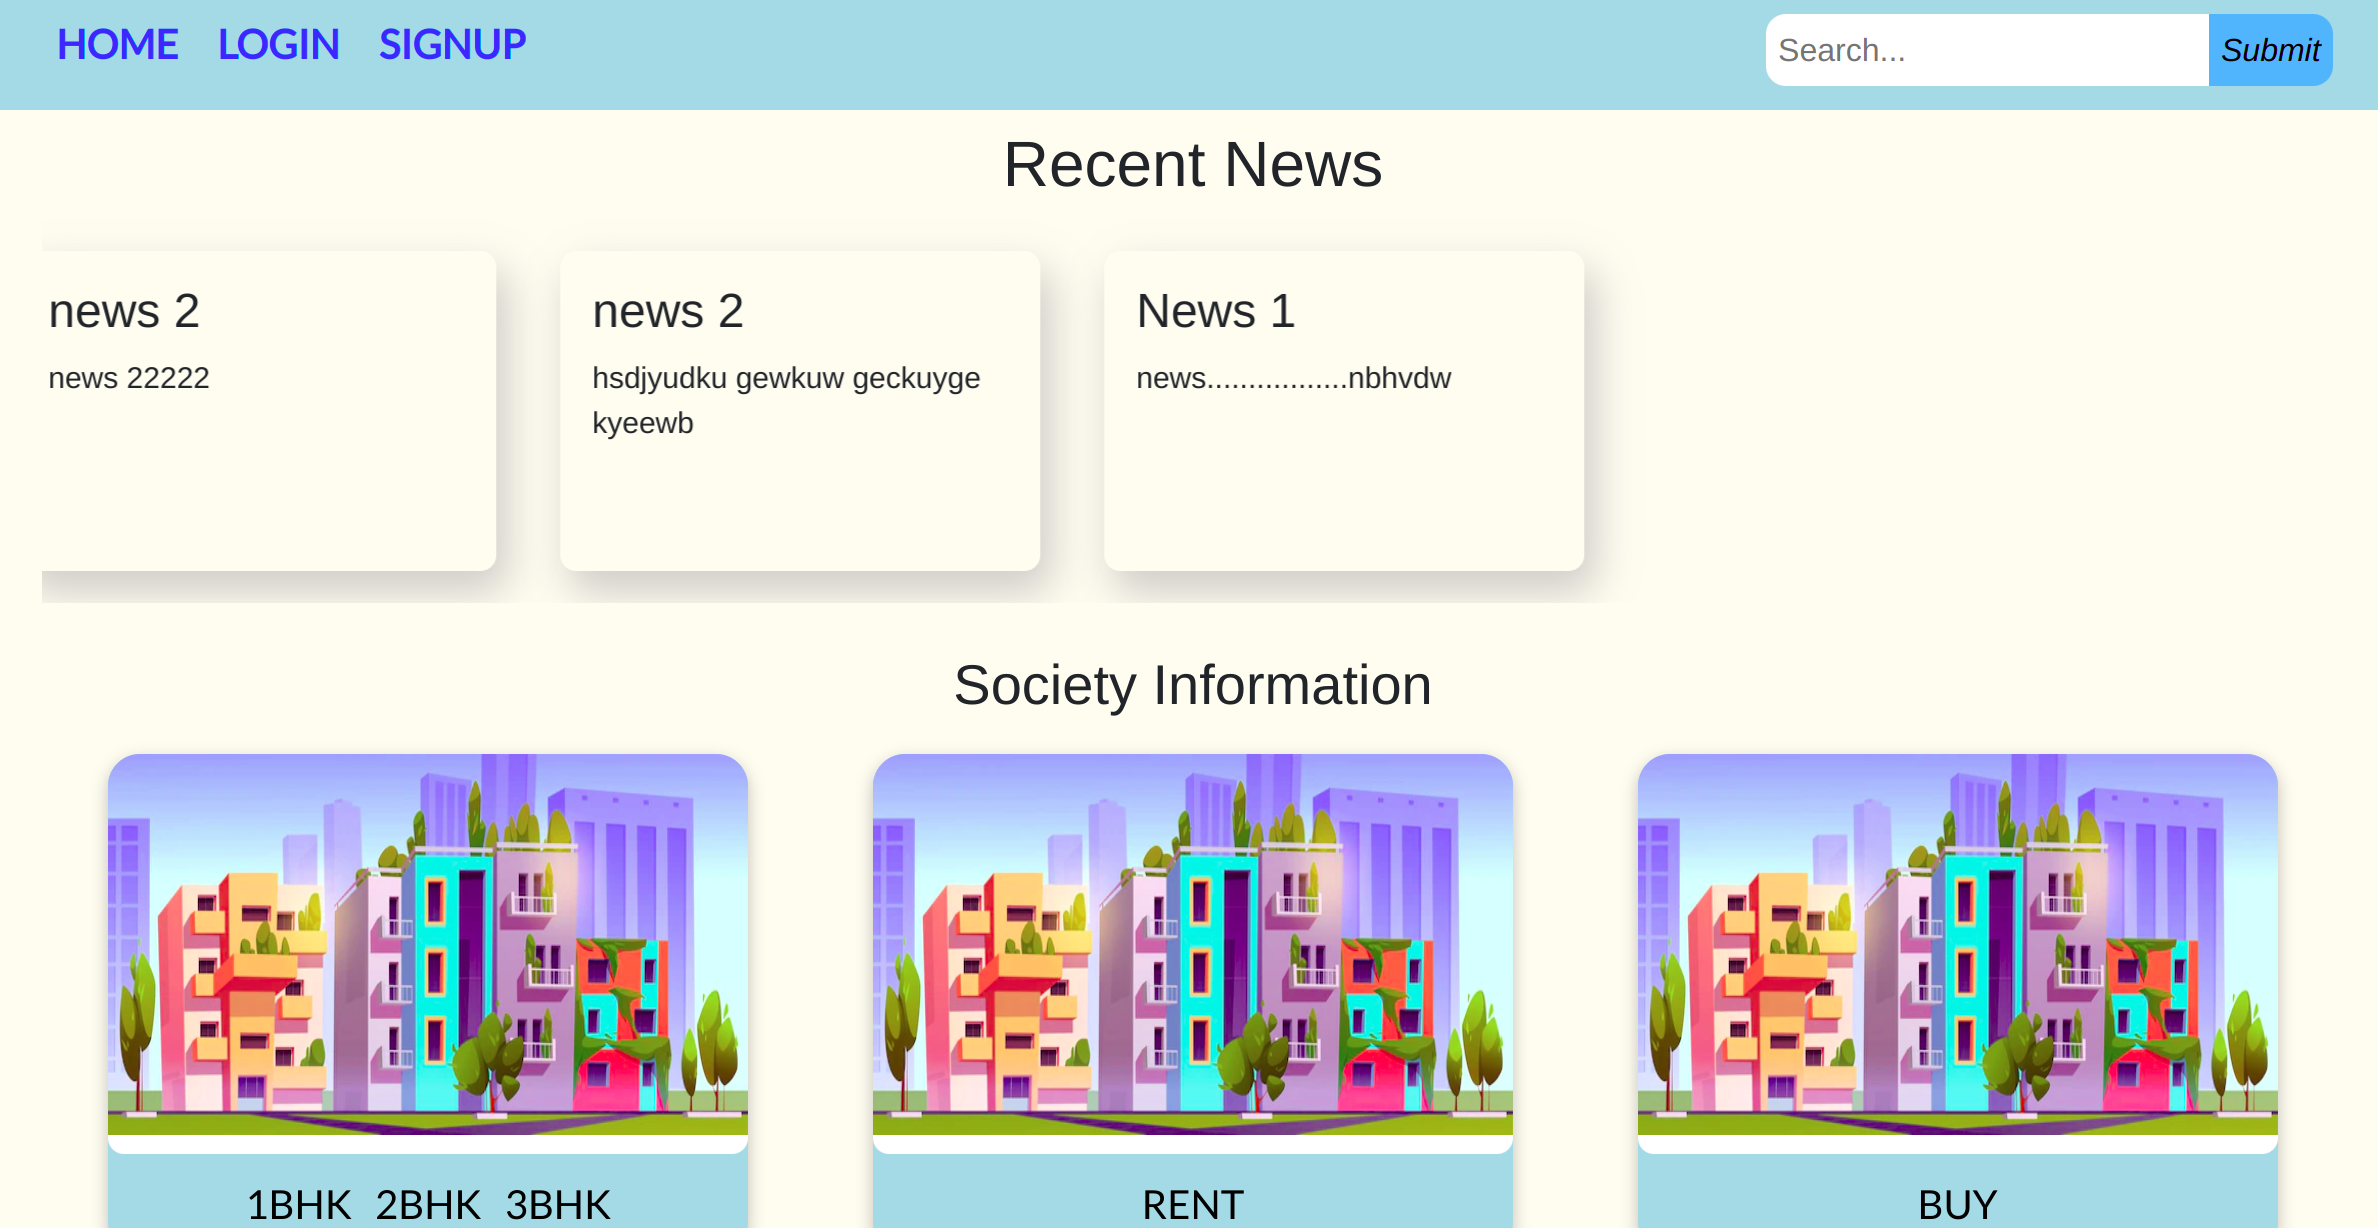 HOME LOGIN SIGNUP
Search... Submit
Recent News
news 2
news 22222
news 2
hsdjyudku gewkuw geckuyge
kyeewb
News 1
news.................nbhvdw
Society Information
1BHK 2BHK 3BHK
RENT
BUY